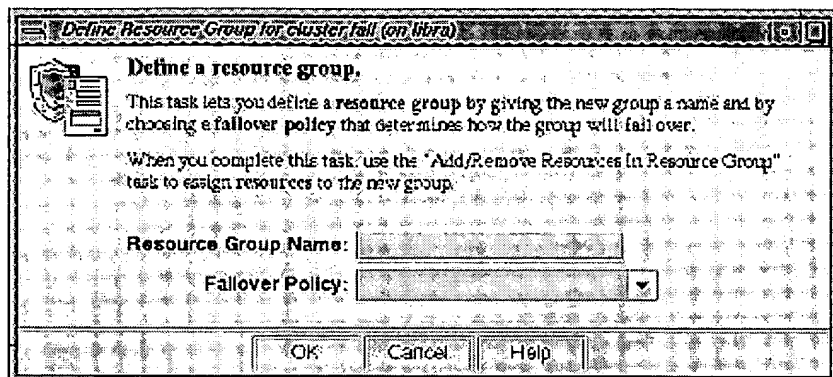 Define Resource Group for cluster fail (on libra)
Define a resource group.
This task lets you define a resource group by giving the new group a name and by
choosing a failover policy that determines how the group will fail over.
When you complete this task, use the "Add/Remove Resources In Resource Group"
task to assign resources to the new group.
Resource Group Name:
Failover Policy:
OK Cancel Help